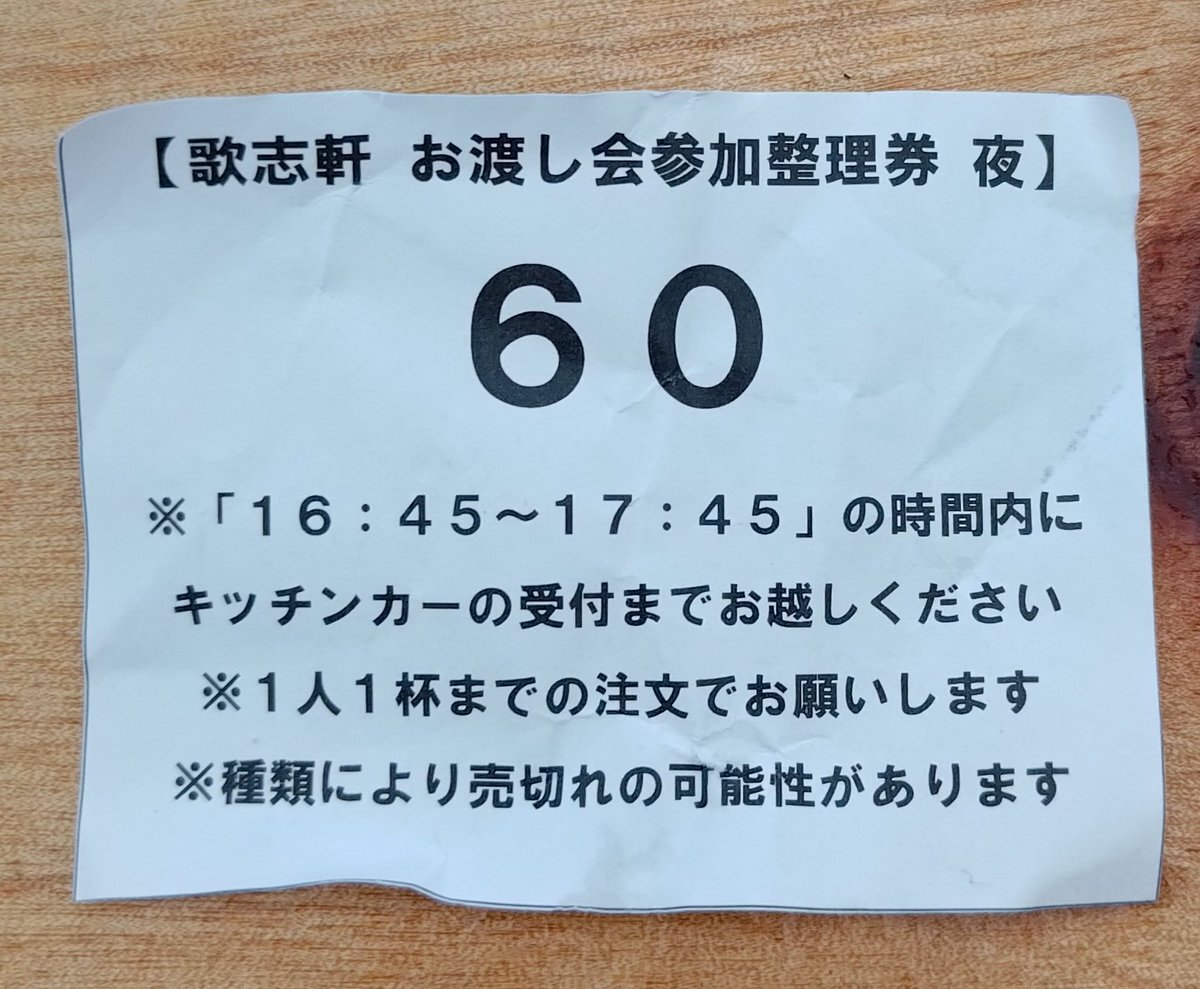 【歌志軒 お渡し会参加整理券 夜】
６０
※「１６：４５～１７：４５」の時間内に
キッチンカーの受付までお越しください
※１人１杯までの注文でお願いします
※種類により売切れの可能性があります